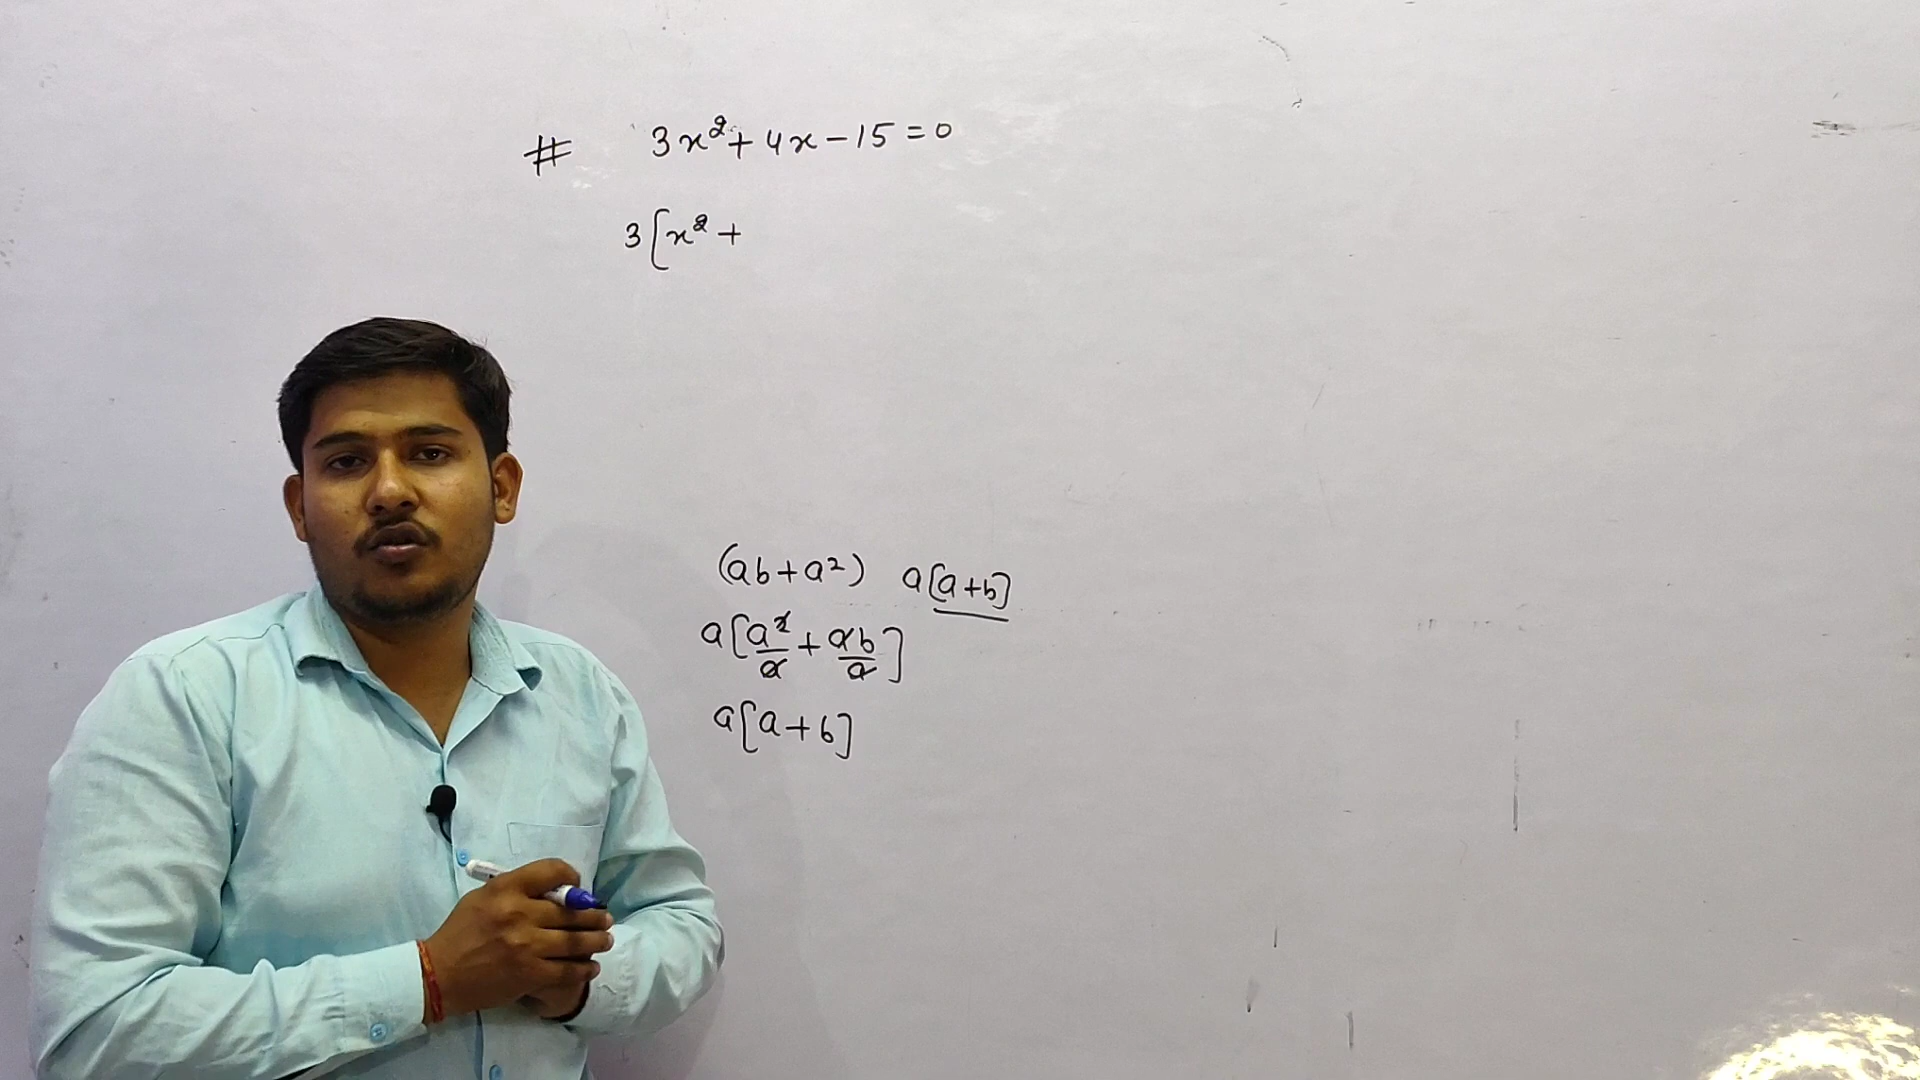 # 3x² + 4x - 15 = 0
3[x² +
(ab + a²) a[a + b]
a[a²/a + ab/a]
a[a + b]